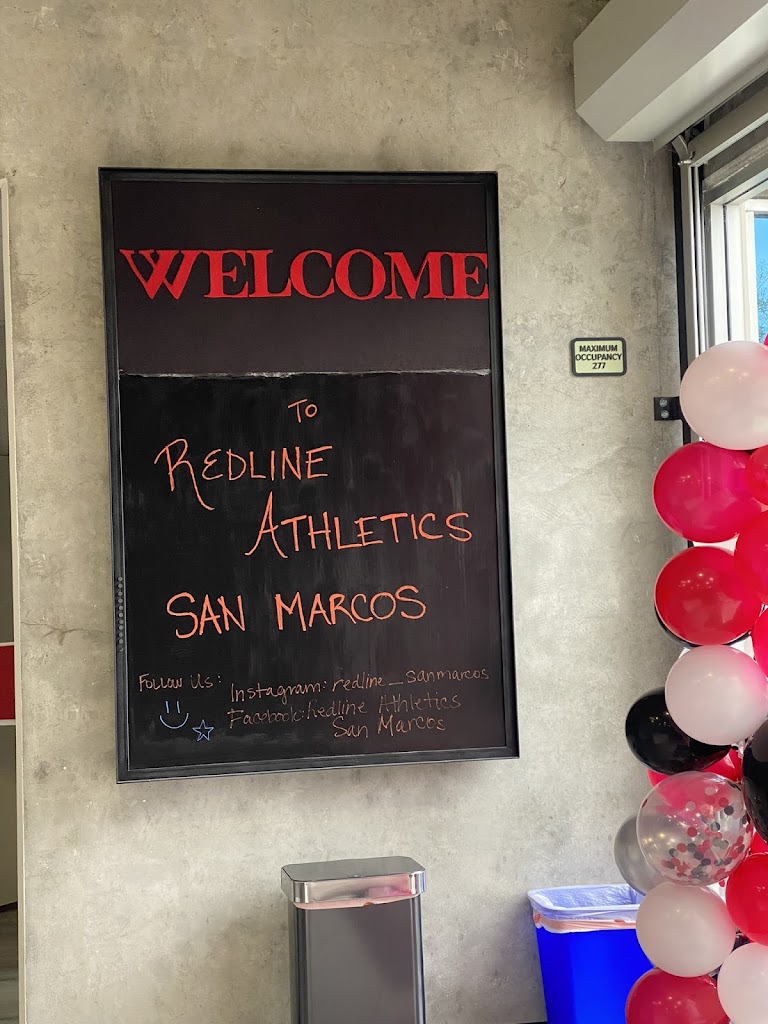 WELCOME
TO
REDLINE
ATHLETICS
SAN MARCOS
Follow Us:
Instagram: redline_sanmarcos
Facebook: Redline Athletics
San Marcos
MAXIMUM
OCCUPANCY
277